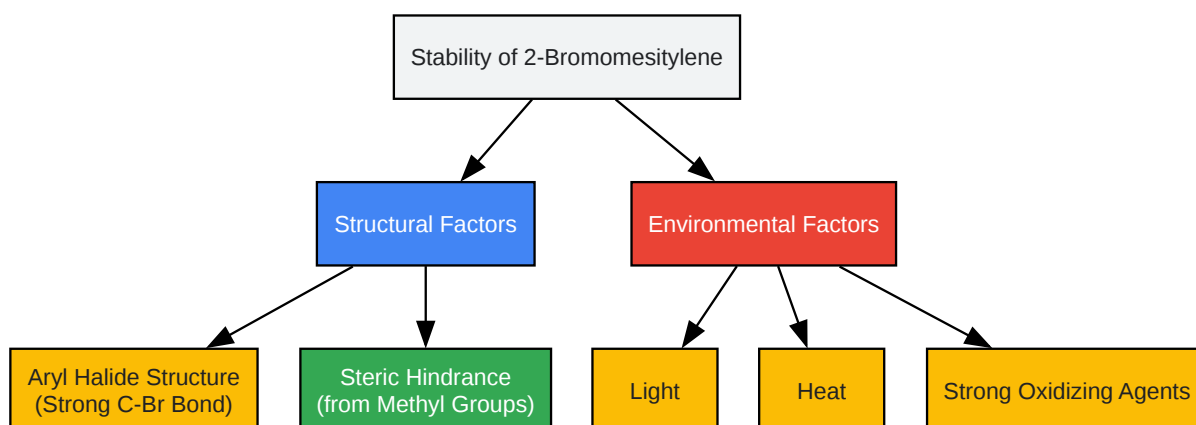 Stability of 2-Bromomesitylene
Structural Factors
Environmental Factors
Aryl Halide Structure
(Strong C-Br Bond)
Steric Hindrance
(from Methyl Groups)
Light
Heat
Strong Oxidizing Agents